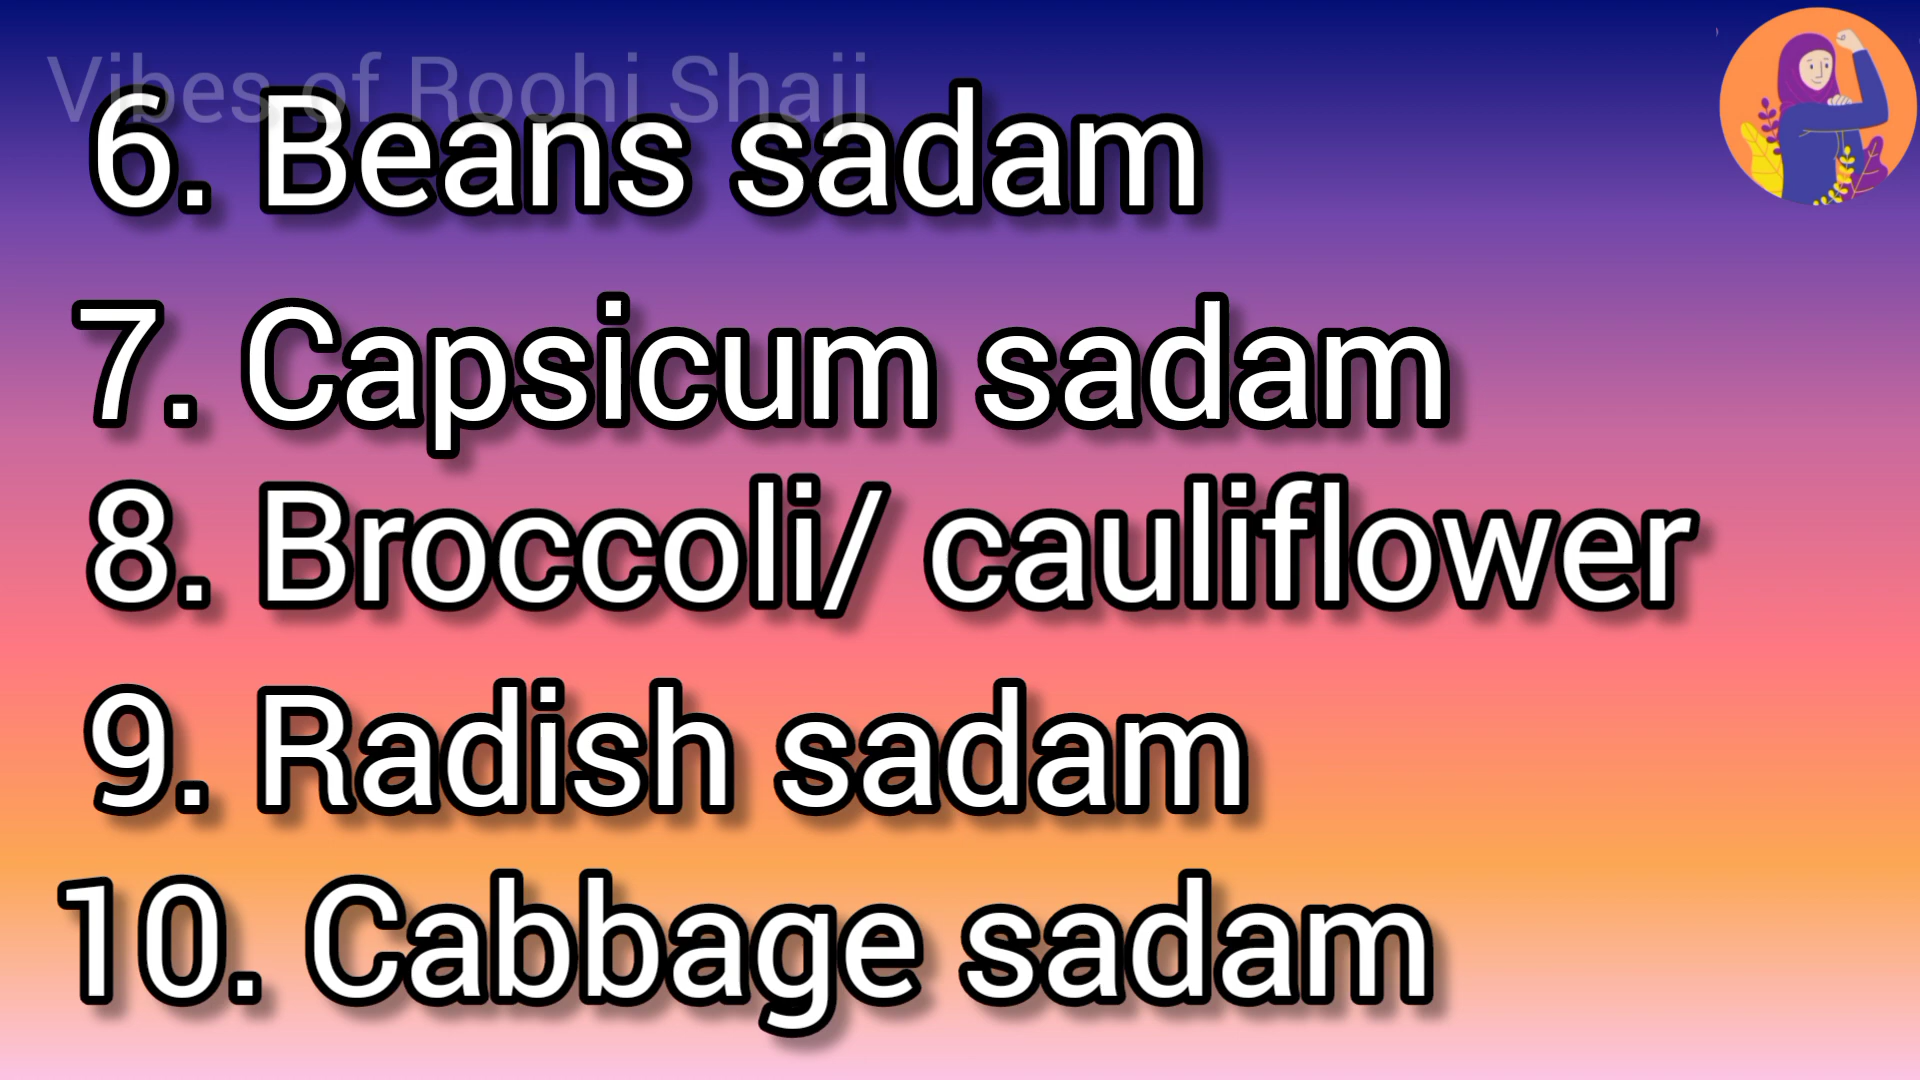 Vibes of Roohi Shaji
6. Beans sadam
7. Capsicum sadam
8. Broccoli/ cauliflower
9. Radish sadam
10. Cabbage sadam